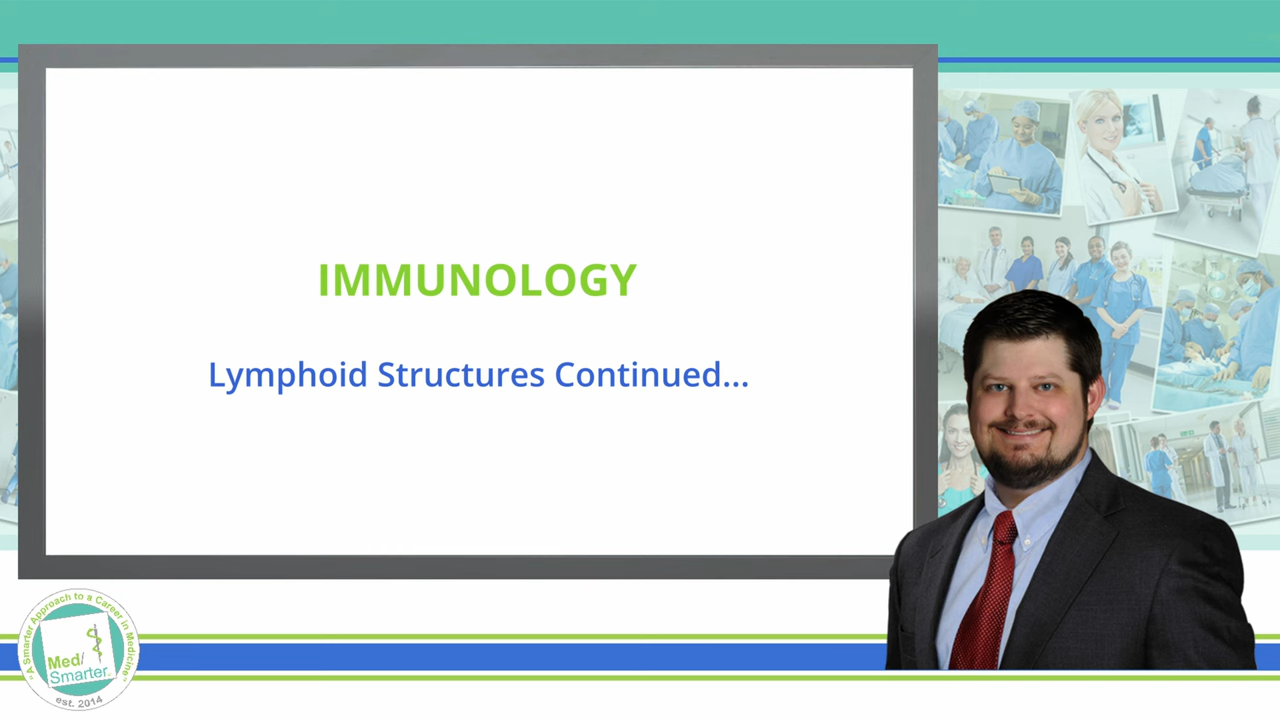 IMMUNOLOGY
Lymphoid Structures Continued...
"A Smarter Approach to a Career in Medicine"
Med/
Smarter
est. 2014